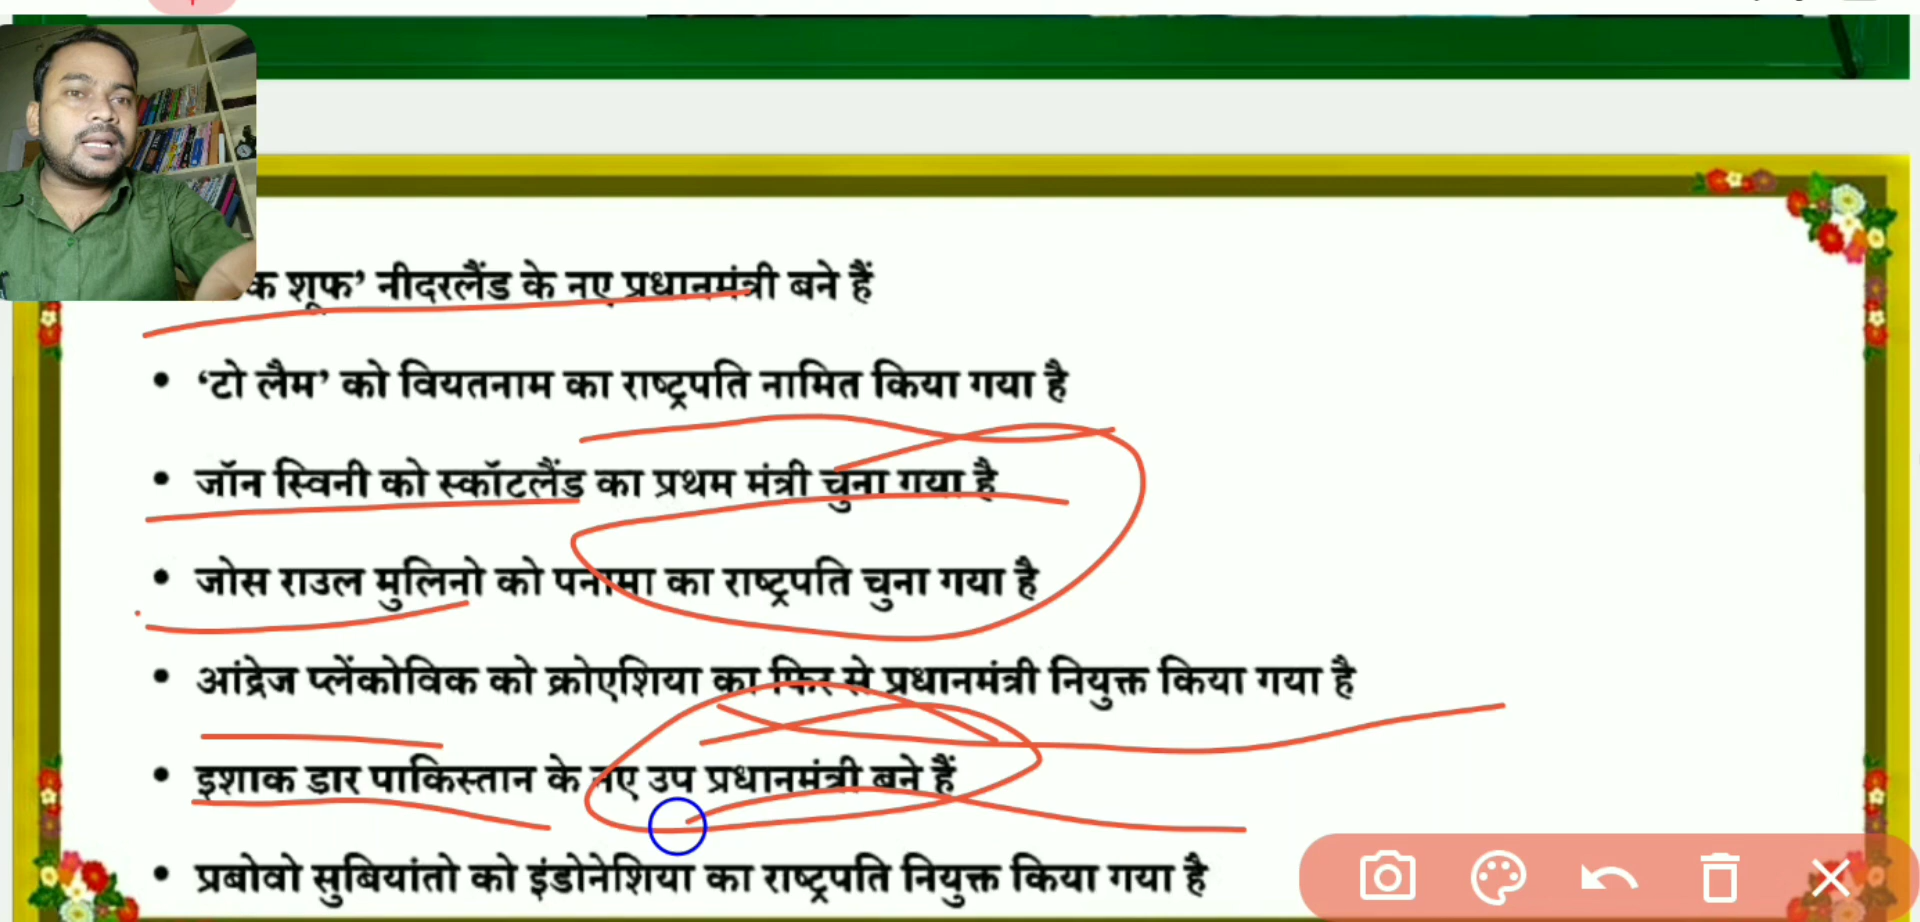 शूफ’ नीदरलैंड के नए प्रधानमंत्री बने हैं
• ‘टो लैम’ को वियतनाम का राष्ट्रपति नामित किया गया है
• जॉन स्विनी को स्कॉटलैंड का प्रथम मंत्री चुना गया है
• जोस राउल मुलिनो को पनामा का राष्ट्रपति चुना गया है
• आंद्रेज प्लेंकोविक को क्रोएशिया का फिर से प्रधानमंत्री नियुक्त किया गया है
• इशाक डार पाकिस्तान के नए उप प्रधानमंत्री बने हैं
• प्रबोवो सुबियांतो को इंडोनेशिया का राष्ट्रपति नियुक्त किया गया है